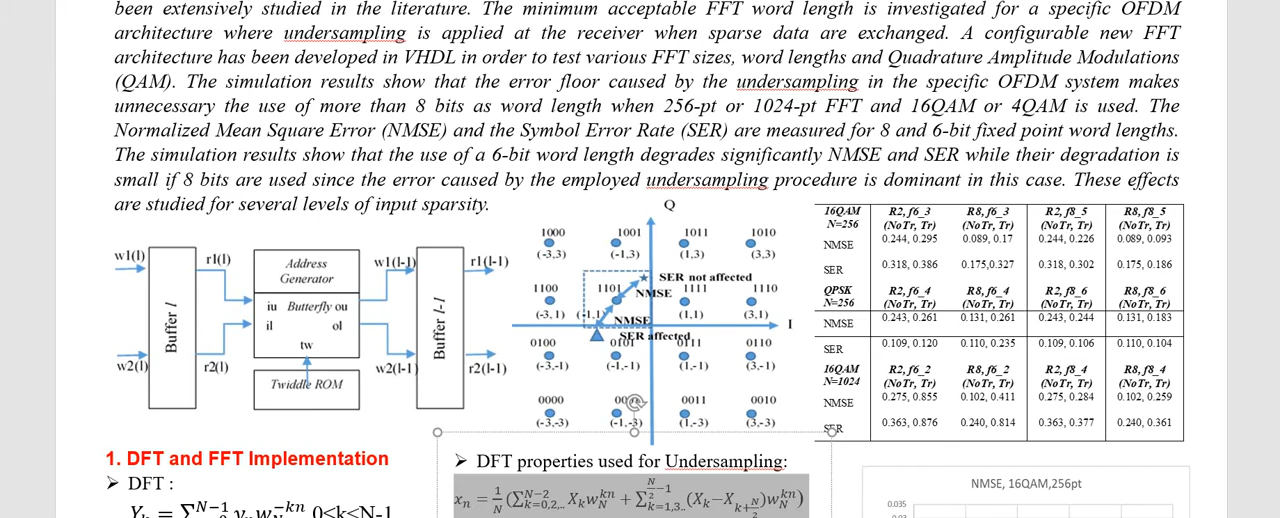 been extensively studied in the literature. The minimum acceptable FFT word length is investigated for a specific OFDM
architecture where undersampling is applied at the receiver when sparse data are exchanged. A configurable new FFT
architecture has been developed in VHDL in order to test various FFT sizes, word lengths and Quadrature Amplitude Modulations
(QAM). The simulation results show that the error floor caused by the undersampling in the specific OFDM system makes
unnecessary the use of more than 8 bits as word length when 256-pt or 1024-pt FFT and 16QAM or 4QAM is used. The
Normalized Mean Square Error (NMSE) and the Symbol Error Rate (SER) are measured for 8 and 6-bit fixed point word lengths.
The simulation results show that the use of a 6-bit word length degrades significantly NMSE and SER while their degradation is
small if 8 bits are used since the error caused by the employed undersampling procedure is dominant in this case. These effects
are studied for several levels of input sparsity.
w1(l)
w2(l)
Buffer l
r1(l)
r2(l)
Address
Generator
iu Butterfly ou
il ol
tw
Twiddle ROM
w1(l-1)
w2(l-1)
Buffer l-1
r1(l-1)
r2(l-1)
Q
1000 1001 1011 1010
(-3,3) (-1,3) (1,3) (3,3)
SER not affected
1100 1101 NMSE 1111 1110
(-3,1) (-1,1) NMSE (1,1) (3,1) I
SER affected
0100 0101 0111 0110
(-3,-1) (-1,-1) (1,-1) (3,-1)
0000 0011 0010
(-3,-3) (-1,-3) (1,-3) (3,-3)
16QAM R2,f6_3 R8,f6_3 R2,f8_5 R8,f8_5
N=256 (NoTr, Tr) (NoTr, Tr) (NoTr, Tr) (NoTr, Tr)
NMSE 0.244, 0.295 0.089, 0.17 0.244, 0.226 0.089, 0.093
SER 0.318, 0.386 0.175,0.327 0.318, 0.302 0.175, 0.186
QPSK R2,f6_4 R8,f6_4 R2,f8_6 R8,f8_6
N=256 (NoTr, Tr) (NoTr, Tr) (NoTr, Tr) (NoTr, Tr)
NMSE 0.243, 0.261 0.131, 0.261 0.243, 0.244 0.131, 0.183
SER 0.109, 0.120 0.110, 0.235 0.109, 0.106 0.110, 0.104
16QAM R2,f6_2 R8,f6_2 R2,f8_4 R8,f8_4
N=1024 (NoTr, Tr) (NoTr, Tr) (NoTr, Tr) (NoTr, Tr)
NMSE 0.275, 0.855 0.102, 0.411 0.275, 0.284 0.102, 0.259
SER 0.363, 0.876 0.240, 0.814 0.363, 0.377 0.240, 0.361
1. DFT and FFT Implementation
➤ DFT :
➤ DFT properties used for Undersampling:
x_n = 1/N (∑_{k=0,2,..}^{N-2} X_k w_N^{kn} + ∑_{k=1,3..}^{N/2-1} (X_k-X_{k+N/2}) w_N^{kn})
NMSE, 16QAM,256pt
0.035